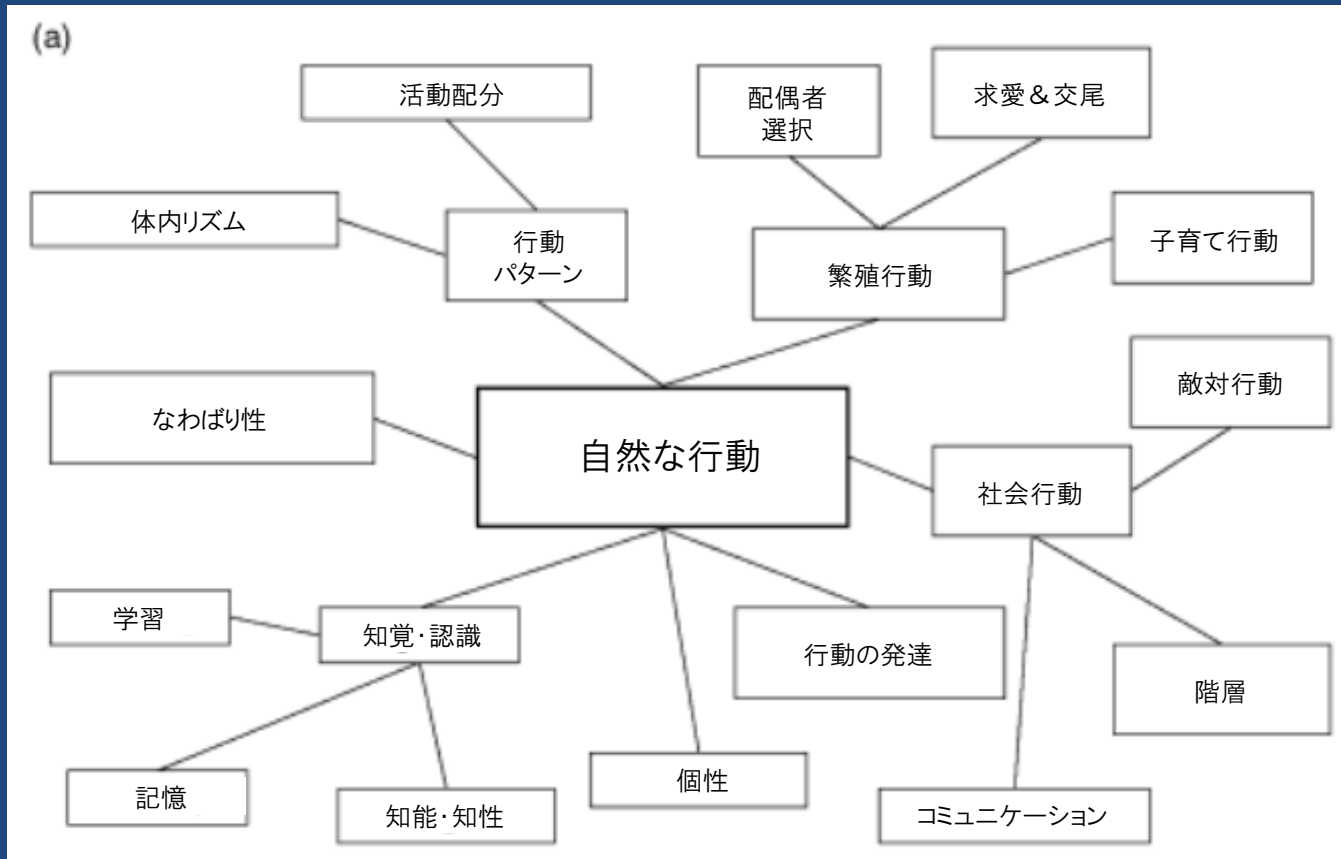 (a)
活動配分
配偶者
選択
求愛＆交尾
体内リズム
行動
パターン
繁殖行動
子育て行動
なわばり性
自然な行動
敵対行動
社会行動
学習
知覚・認識
行動の発達
階層
記憶
知能・知性
個性
コミュニケーション